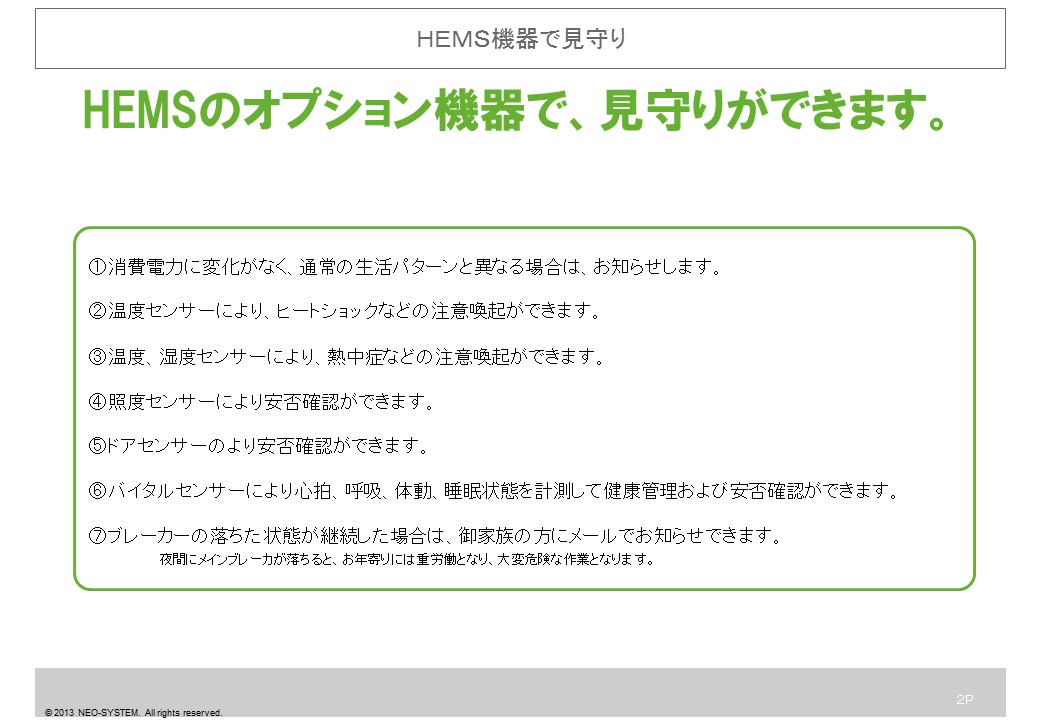 HEMS機器で見守り
HEMSのオプション機器で、見守りができます。
①消費電力に変化がなく、通常の生活パターンと異なる場合は、お知らせします。
②温度センサーにより、ヒートショックなどの注意喚起ができます。
③温度、湿度センサーにより、熱中症などの注意喚起ができます。
④照度センサーにより安否確認ができます。
⑤ドアセンサーのより安否確認ができます。
⑥バイタルセンサーにより心拍、呼吸、体動、睡眠状態を計測して健康管理および安否確認ができます。
⑦ブレーカーの落ちた状態が継続した場合は、御家族の方にメールでお知らせできます。
夜間にメインブレーカが落ちると、お年寄りには重労働となり、大変危険な作業となります。
2P
©2013 NEO-SYSTEM. All rights reserved.